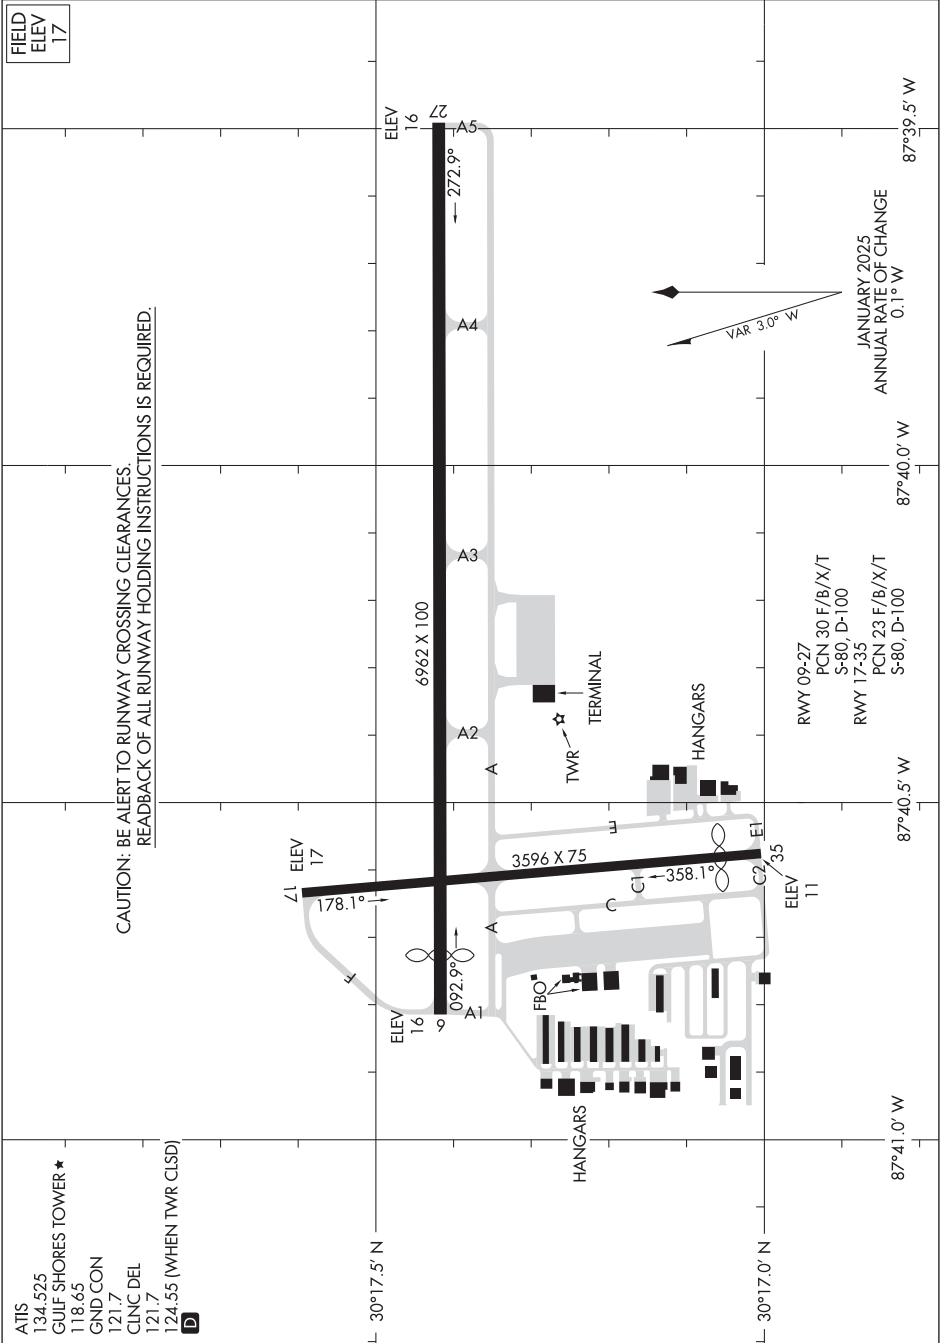 ATIS
134.525
GULF SHORES TOWER★
118.65
GND CON
121.7
CLNC DEL
121.7
124.55 (WHEN TWR CLSD)
D
FIELD
ELEV
17
CAUTION: BE ALERT TO RUNWAY CROSSING CLEARANCES.
READBACK OF ALL RUNWAY HOLDING INSTRUCTIONS IS REQUIRED.
30°17.5' N
ELEV
17
17
178.1°
F
ELEV
16
9
092.9°
6962 X 100
ELEV
16
27
272.9°
A1
A2
A3
A4
A5
A
A
3596 X 75
TWR
TERMINAL
FBO
HANGARS
HANGARS
C
C1
C2
E
E1
358.1°
35
ELEV
11
VAR 3.0° W
JANUARY 2025
ANNUAL RATE OF CHANGE
0.1° W
30°17.0' N
RWY 09-27
PCN 30 F/B/X/T
S-80, D-100
RWY 17-35
PCN 23 F/B/X/T
S-80, D-100
87°41.0' W
87°40.5' W
87°40.0' W
87°39.5' W